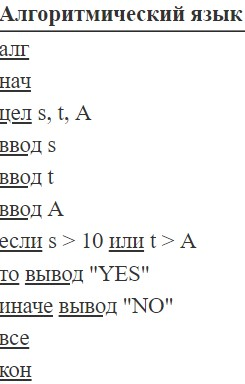 Алгоритмический язык
алг
нач
цел s, t, A
ввод s
ввод t
ввод A
если s > 10 или t > A
то вывод "YES"
иначе вывод "NO"
все
кон